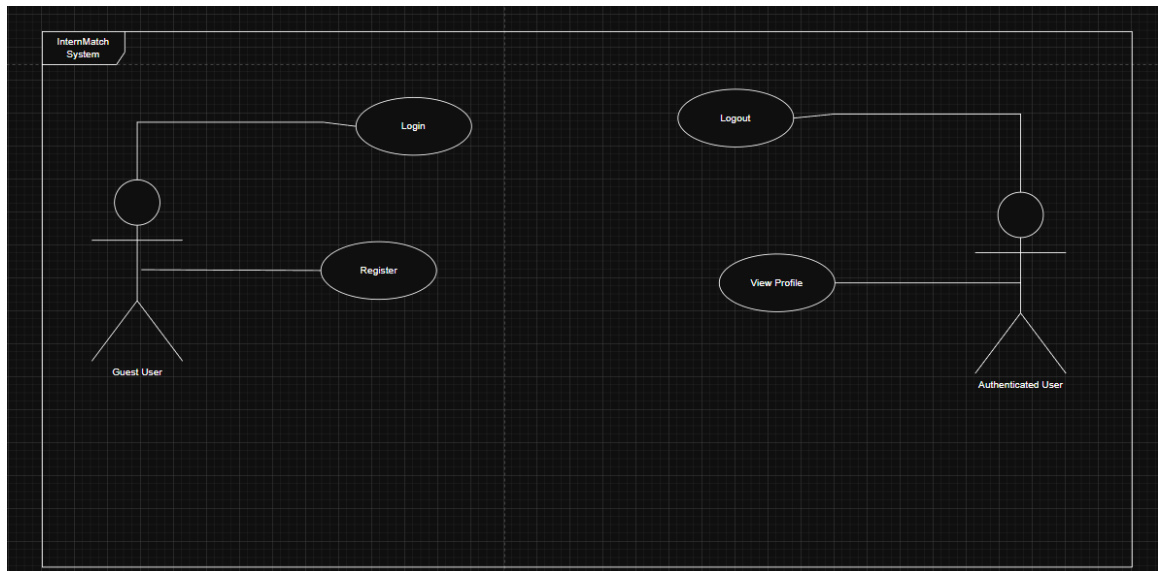 InternMatch
System
Login
Logout
Register
View Profile
Guest User
Authenticated User